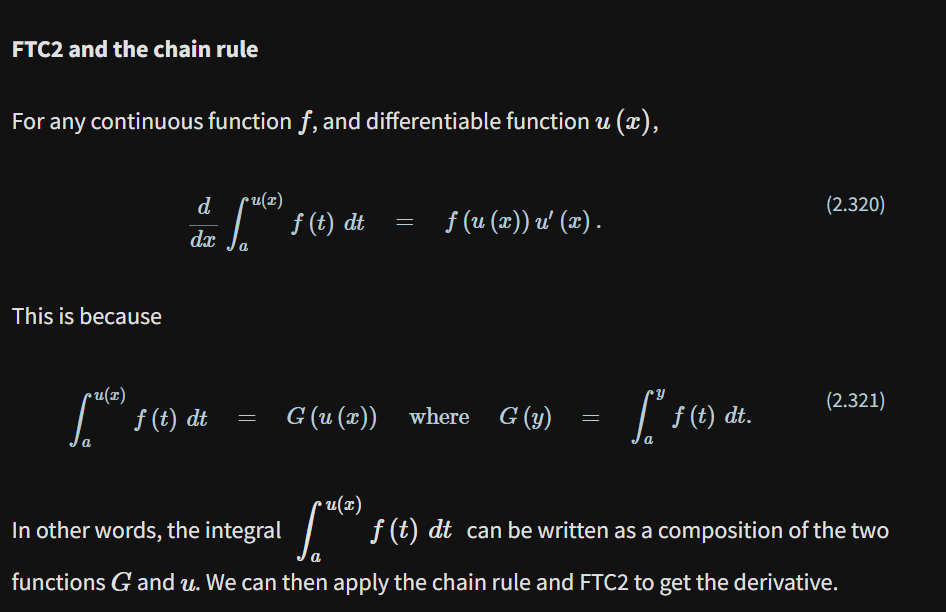 FTC2 and the chain rule
For any continuous function f, and differentiable function u (x),
d/dx ∫_a^{u(x)} f (t) dt = f (u (x)) u′ (x) . (2.320)
This is because
∫_a^{u(x)} f (t) dt = G (u (x)) where G (y) = ∫_a^y f (t) dt. (2.321)
In other words, the integral ∫_a^{u(x)} f (t) dt can be written as a composition of the two
functions G and u. We can then apply the chain rule and FTC2 to get the derivative.